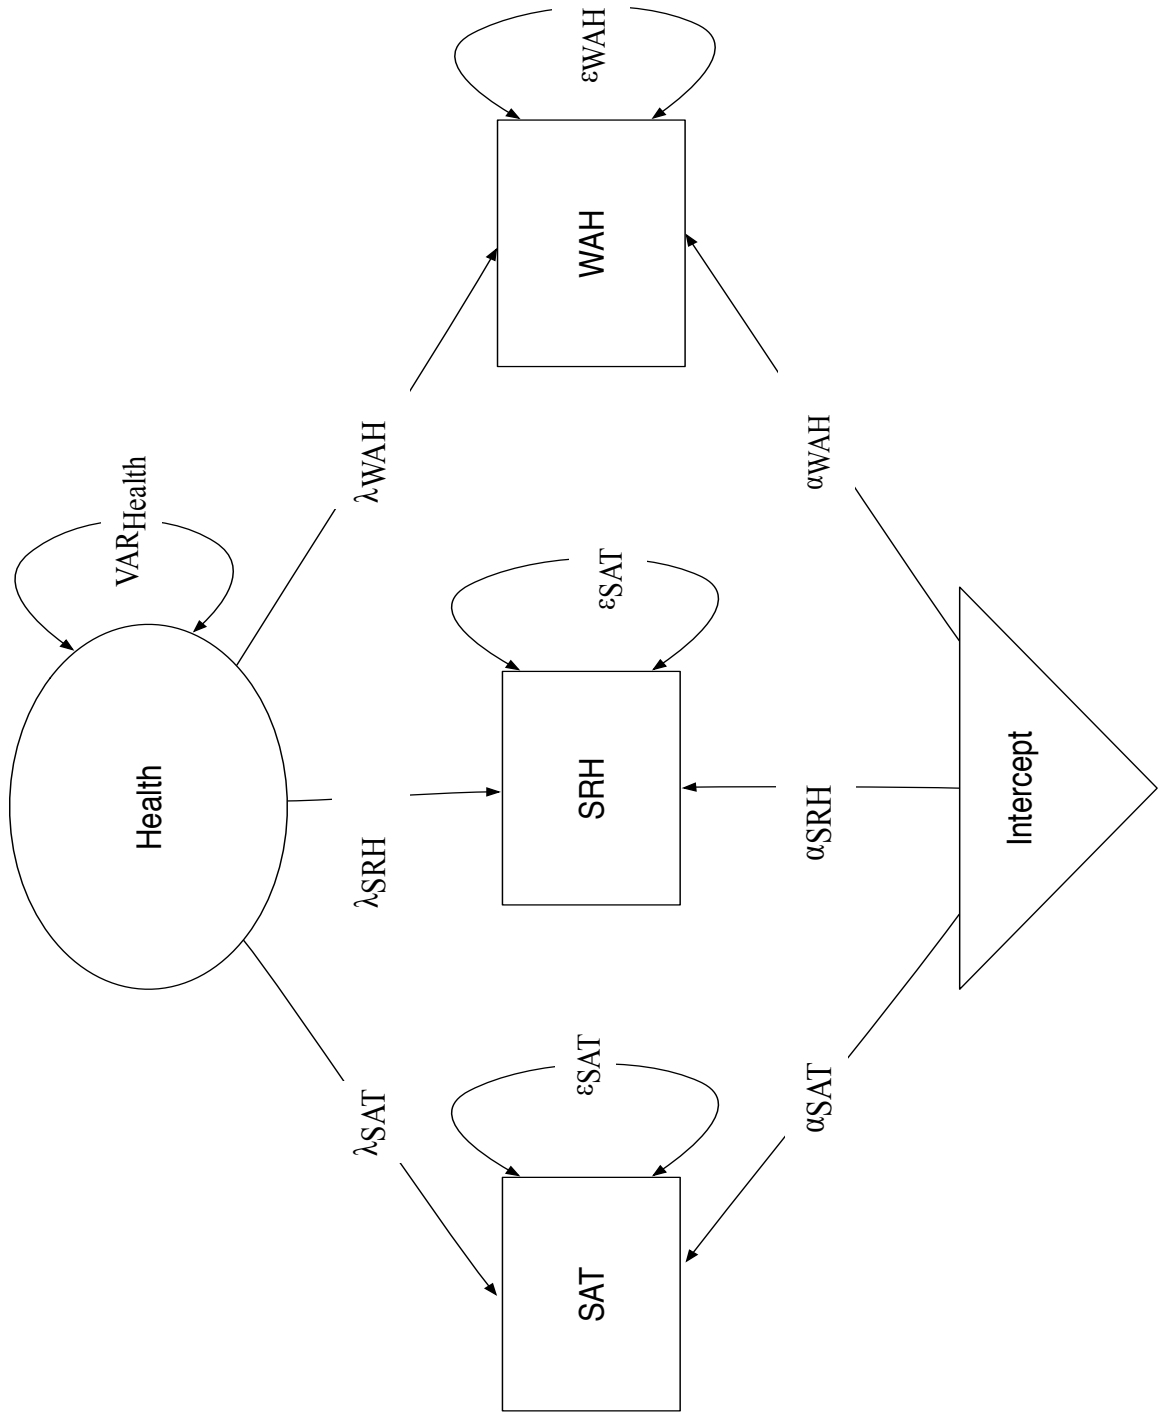 Health
VARHealth
λSAT
λSRH
λWAH
SAT
εSAT
SRH
εSAT
WAH
εWAH
αSAT
αSRH
αWAH
Intercept